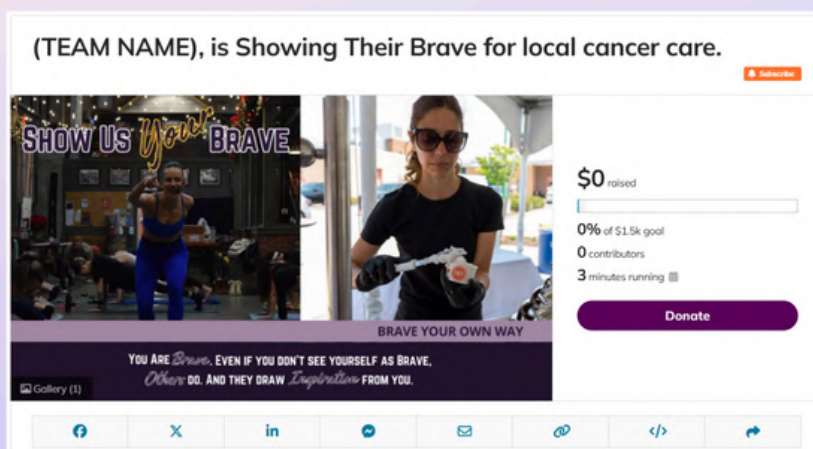 (TEAM NAME), is Showing Their Brave for local cancer care.
Subscribe
SHOW US Your BRAVE
$0 raised
0% of $1.5k goal
0 contributors
3 minutes running
Donate
BRAVE YOUR OWN WAY
YOU ARE Brave. EVEN IF YOU DON'T SEE YOURSELF AS BRAVE,
Others DO. AND THEY DRAW Inspiration FROM YOU.
Gallery (1)